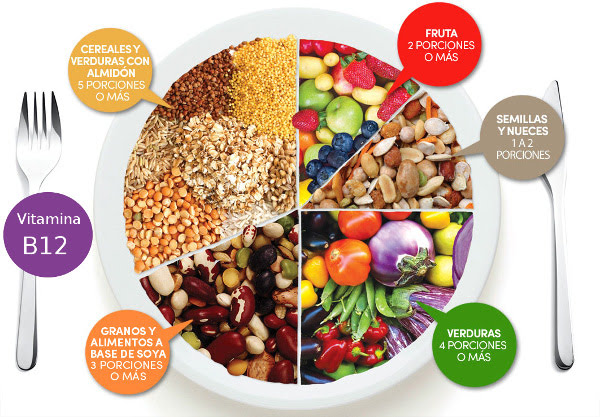 CEREALES Y
VERDURAS CON
ALMIDÓN
5 PORCIONES
O MÁS
FRUTA
2 PORCIONES
O MÁS
SEMILLAS
Y NUECES
1 A 2
PORCIONES
Vitamina
B12
GRANOS Y
ALIMENTOS A
BASE DE SOYA
3 PORCIONES
O MÁS
VERDURAS
4 PORCIONES
O MÁS